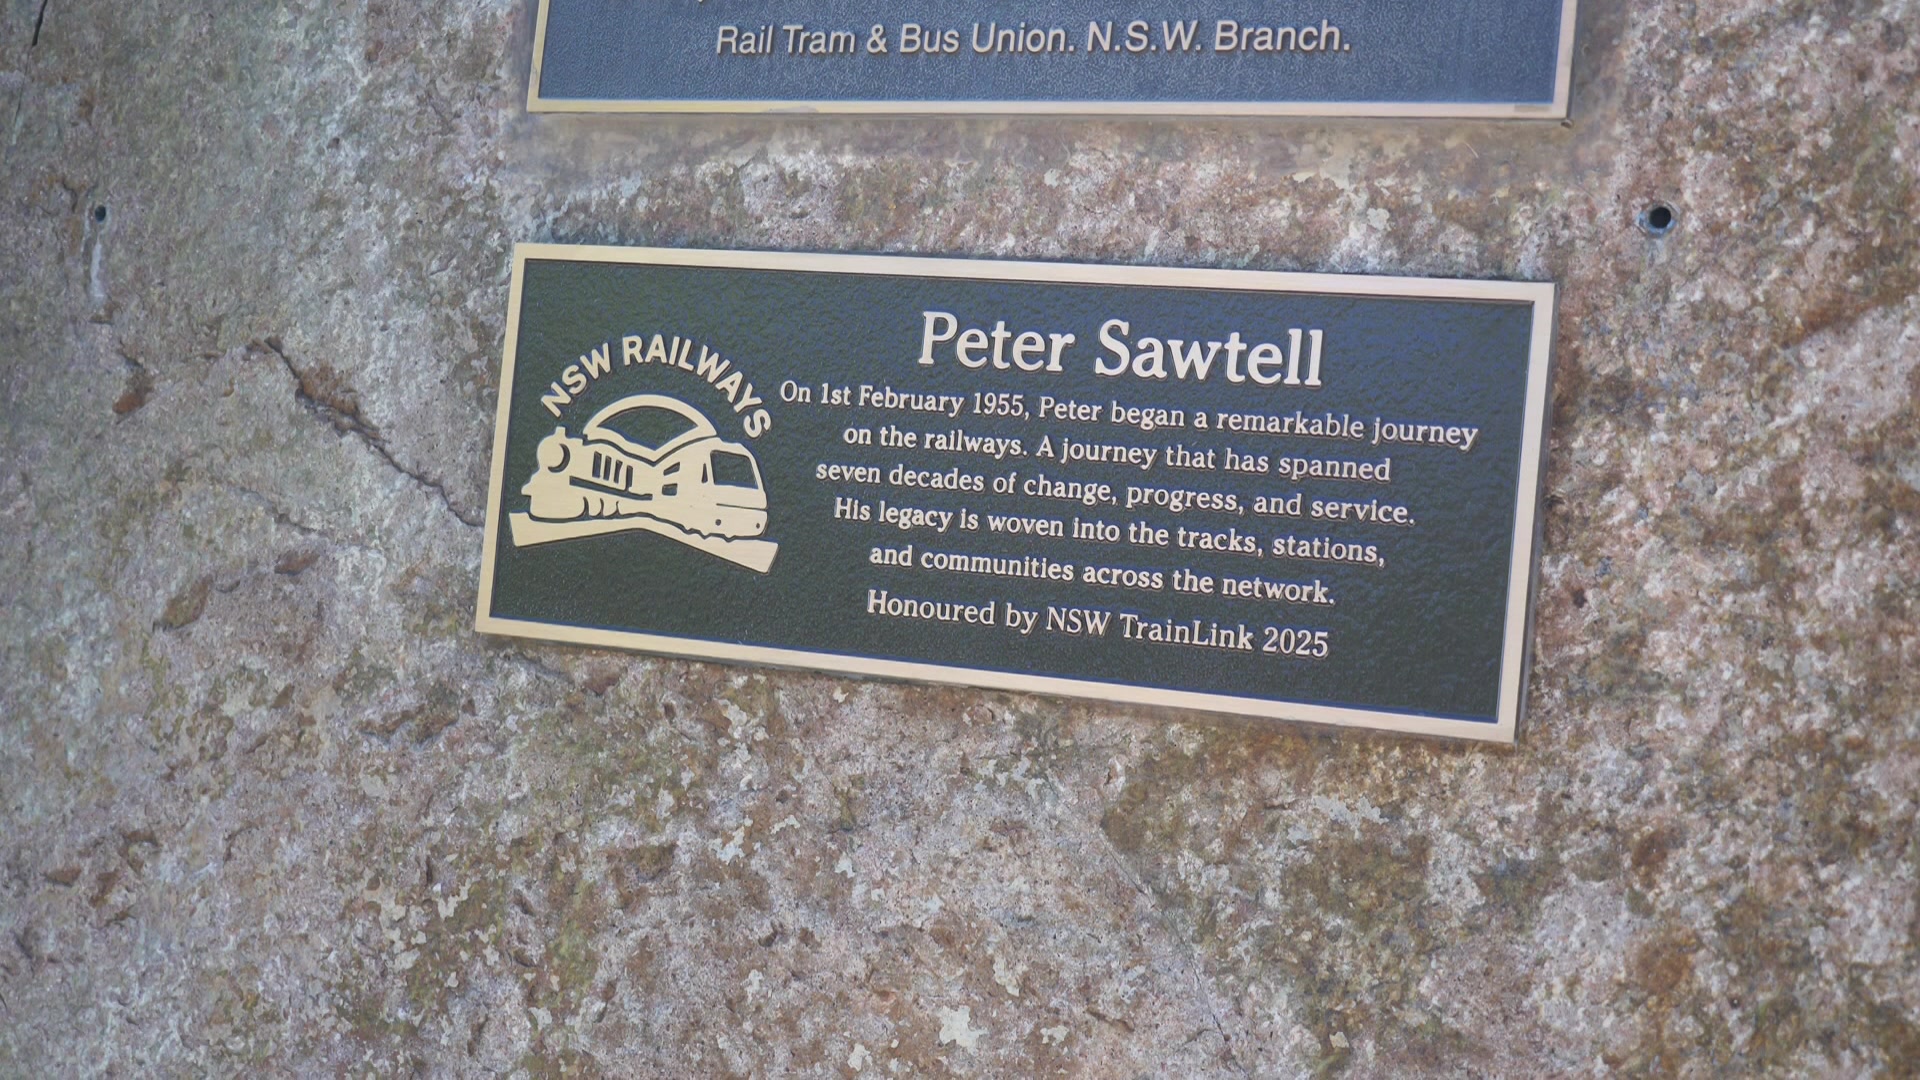 Rail Tram & Bus Union. N.S.W. Branch.
NSW RAILWAYS
Peter Sawtell
On 1st February 1955, Peter began a remarkable journey
on the railways. A journey that has spanned
seven decades of change, progress, and service.
His legacy is woven into the tracks, stations,
and communities across the network.
Honoured by NSW TrainLink 2025